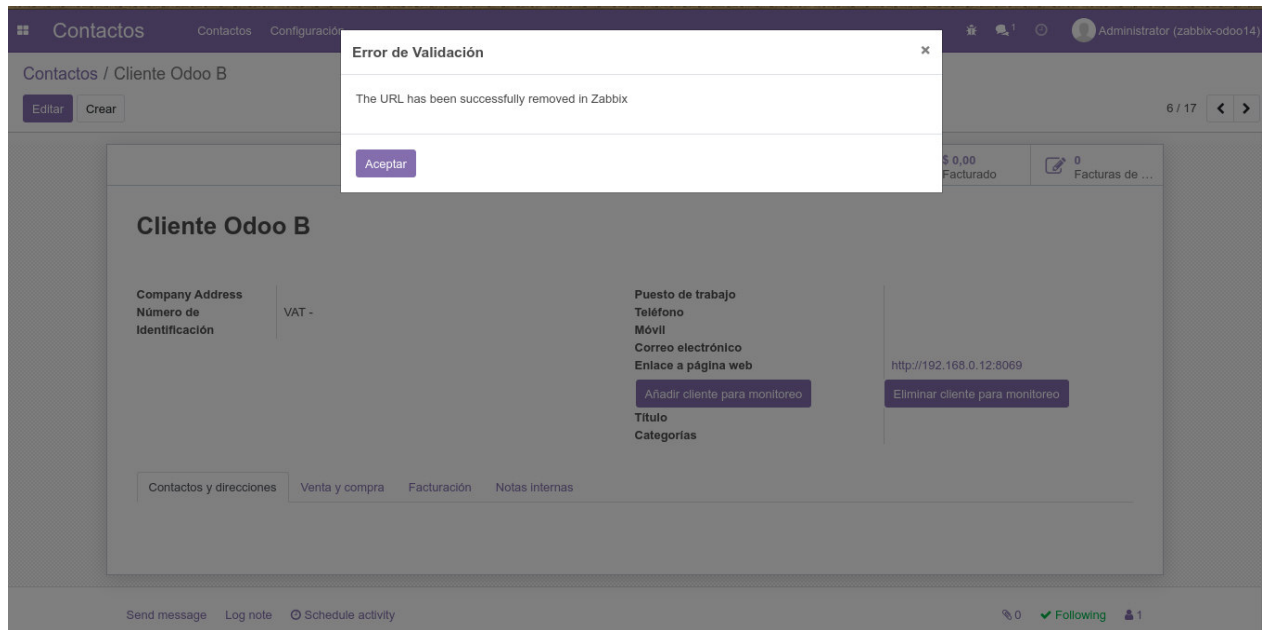 Contactos Contactos Configuración 1 Administrator (zabbix-odoo14)
Error de Validación ×
Contactos / Cliente Odoo B
The URL has been successfully removed in Zabbix
Editar Crear 6 / 17
Aceptar
$ 0,00
Facturado
0
Facturas de ...
Cliente Odoo B
Company Address
Número de Identificación VAT -
Puesto de trabajo
Teléfono
Móvil
Correo electrónico
Enlace a página web http://192.168.0.12:8069
Añadir cliente para monitoreo Eliminar cliente para monitoreo
Título
Categorías
Contactos y direcciones Venta y compra Facturación Notas internas
Send message Log note Schedule activity 0 Following 1